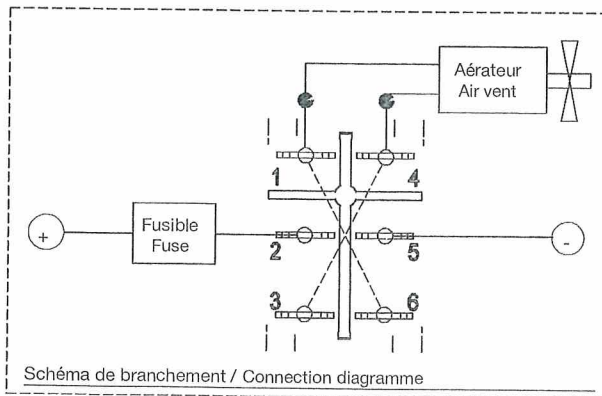 Aérateur
Air vent
1
4
Fusible
Fuse
+
2
5
-
3
6
Schéma de branchement / Connection diagramme